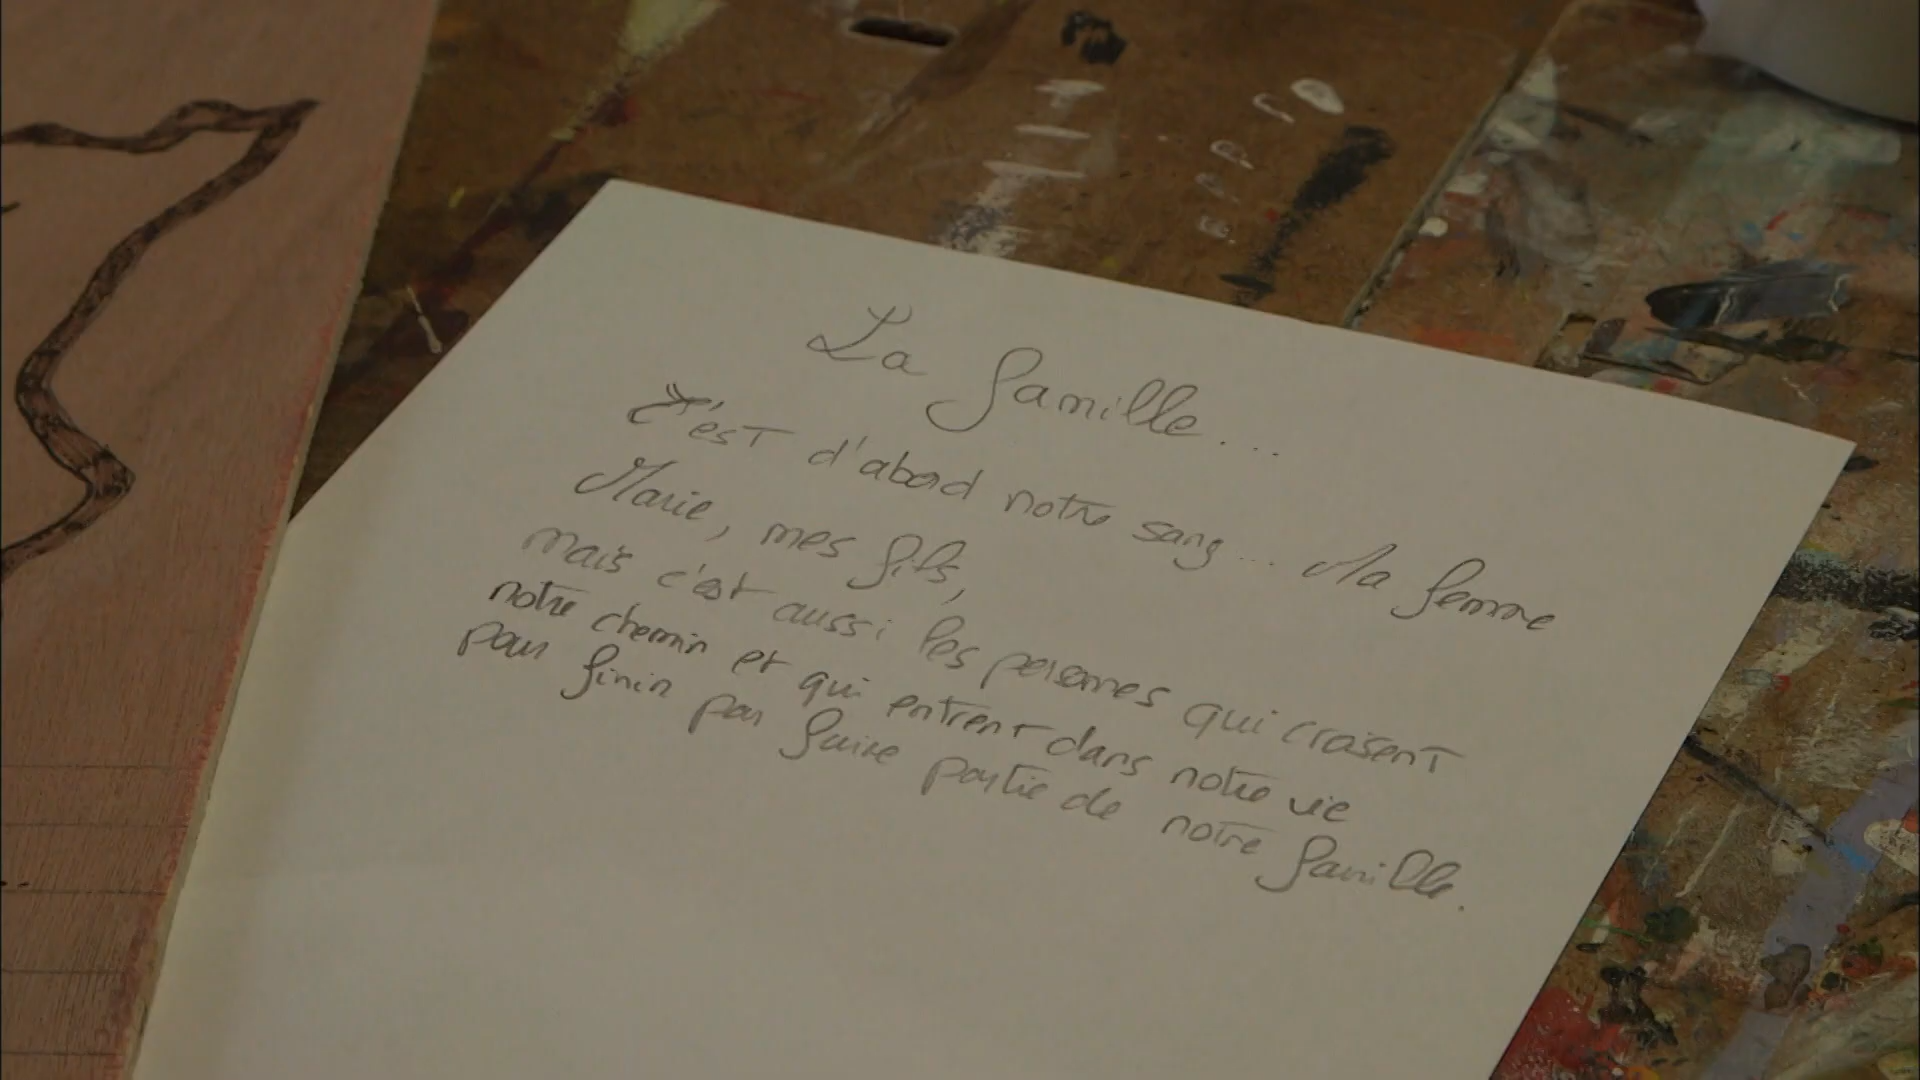 La famille...
C'est d'abord notre sang... Ma femme
Marie, mes fils,
mais c'est aussi les personnes qui croisent
notre chemin et qui entrent dans notre vie
pour finir par faire partie de notre famille.